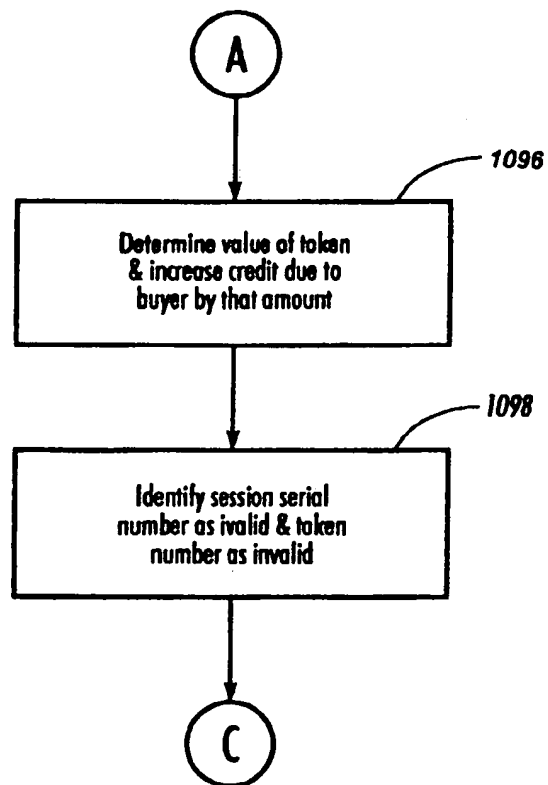 A
1096
Determine value of token
& increase credit due to
buyer by that amount
1098
Identify session serial
number as ivalid & taken
number as invalid
C